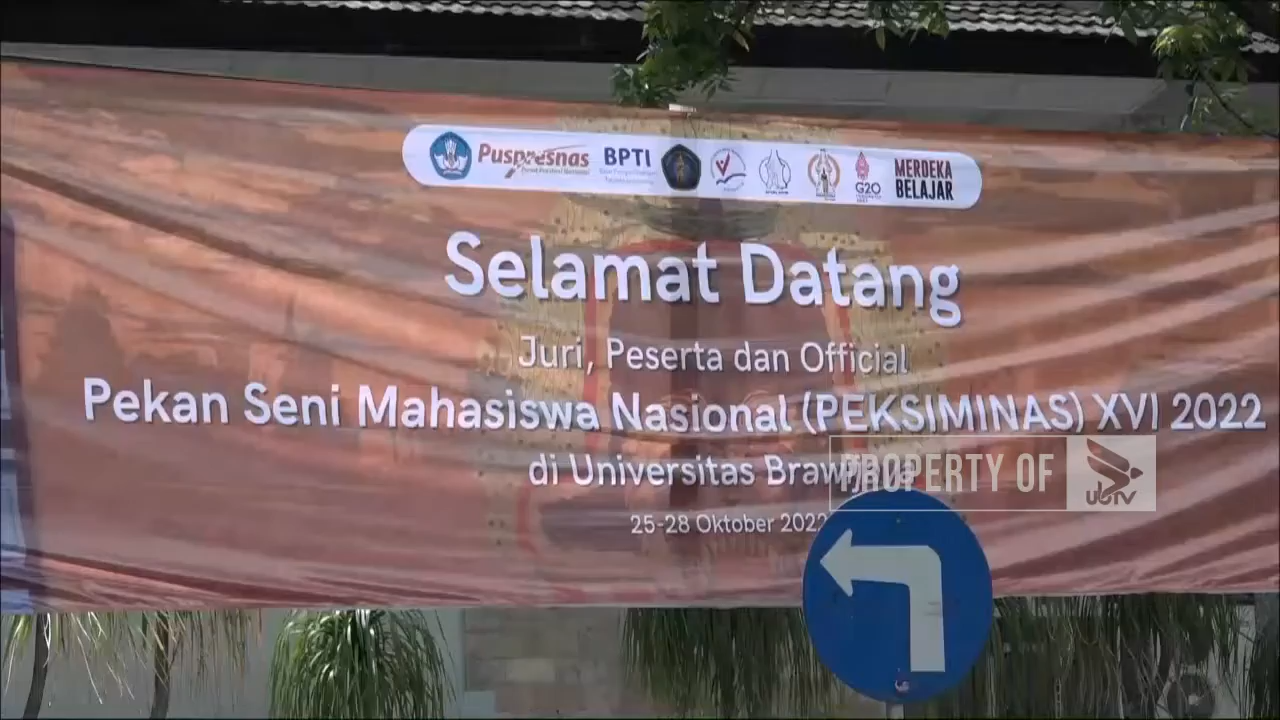 Puspresnas
BPTI
G20
MERDEKA
BELAJAR
Selamat Datang
Juri, Peserta dan Official
Pekan Seni Mahasiswa Nasional (PEKSIMINAS) XVI 2022
di Universitas Brawijaya
25-28 Oktober 2022
PROPERTY OF
UBTV